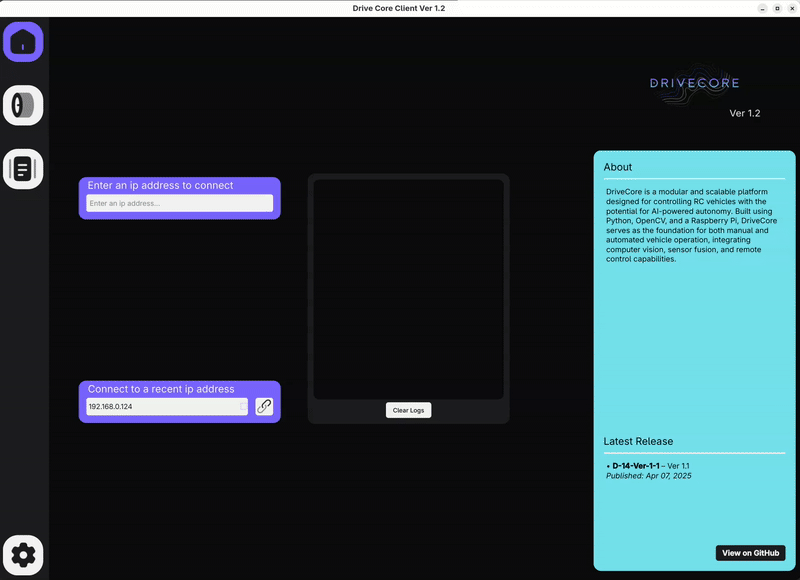 Drive Core Client Ver 1.2
DRIVECORE
Ver 1.2
Enter an ip address to connect
Enter an ip address...
Connect to a recent ip address
192.168.0.124
Clear Logs
About
DriveCore is a modular and scalable platform
designed for controlling RC vehicles with the
potential for AI-powered autonomy. Built using
Python, OpenCV, and a Raspberry Pi, DriveCore
serves as the foundation for both manual and
automated vehicle operation, integrating
computer vision, sensor fusion, and remote
control capabilities.
Latest Release
• D-14-Ver-1-1 – Ver 1.1
Published: Apr 07, 2025
View on GitHub